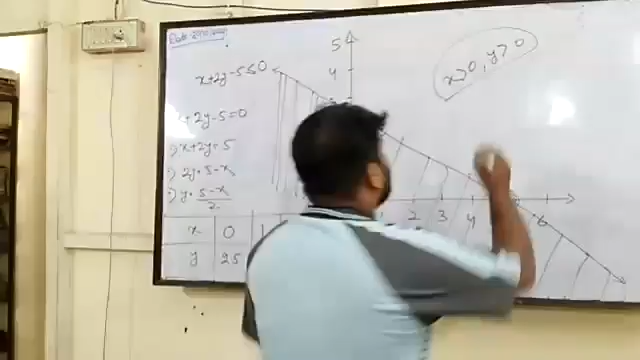 x+2y-5≤0
x>0, y>0
+ 2y-5=0
⇒ x+2y=5
⇒ 2y=5-x
⇒ y=5-x/2
x 0 1
y 2.5
5
4
2 3 4 6